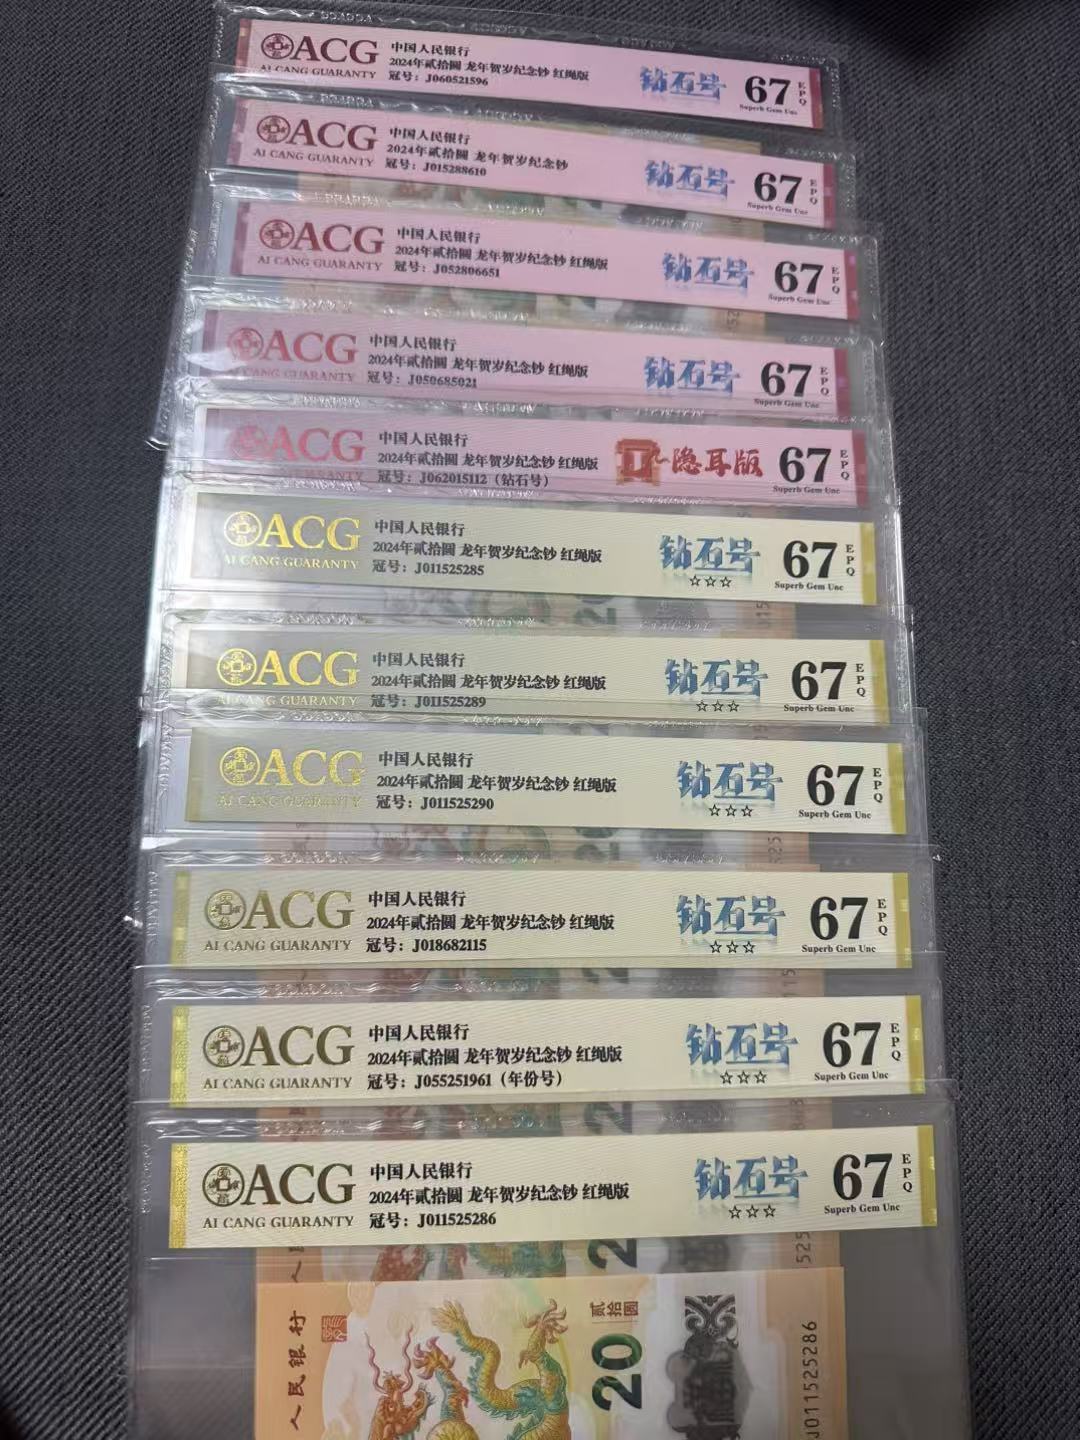 ACG
AI CANG GUARANTY
中国人民银行
2024年贰拾圆 龙年贺岁纪念钞 红绳版
冠号：J060521596
钻石号
67
EPQ
Superb Gem Unc
ACG
AI CANG GUARANTY
中国人民银行
2024年贰拾圆 龙年贺岁纪念钞
冠号：J015288610
钻石号
67
EPQ
Superb Gem Unc
ACG
AI CANG GUARANTY
中国人民银行
2024年贰拾圆 龙年贺岁纪念钞 红绳版
冠号：J052806651
钻石号
67
EPQ
Superb Gem Unc
ACG
AI CANG GUARANTY
中国人民银行
2024年贰拾圆 龙年贺岁纪念钞 红绳版
冠号：J050685021
钻石号
67
EPQ
Superb Gem Unc
ACG
中国人民银行
2024年贰拾圆 龙年贺岁纪念钞 红绳版
冠号：J062015112（钻石号）
隐耳版
67
EPQ
Superb Gem Unc
ACG
AI CANG GUARANTY
中国人民银行
2024年贰拾圆 龙年贺岁纪念钞 红绳版
冠号：J011525285
钻石号
☆☆☆
67
EPQ
Superb Gem Unc
ACG
AI CANG GUARANTY
中国人民银行
2024年贰拾圆 龙年贺岁纪念钞 红绳版
冠号：J011525289
钻石号
☆☆☆
67
EPQ
Superb Gem Unc
ACG
AI CANG GUARANTY
中国人民银行
2024年贰拾圆 龙年贺岁纪念钞 红绳版
冠号：J011525290
钻石号
☆☆☆
67
EPQ
Superb Gem Unc
ACG
AI CANG GUARANTY
中国人民银行
2024年贰拾圆 龙年贺岁纪念钞 红绳版
冠号：J018682115
钻石号
☆☆☆
67
EPQ
Superb Gem Unc
ACG
AI CANG GUARANTY
中国人民银行
2024年贰拾圆 龙年贺岁纪念钞 红绳版
冠号：J055251961（年份号）
钻石号
☆☆☆
67
EPQ
Superb Gem Unc
ACG
AI CANG GUARANTY
中国人民银行
2024年贰拾圆 龙年贺岁纪念钞 红绳版
冠号：J011525286
钻石号
☆☆☆
67
EPQ
Superb Gem Unc
人民银行
贰拾圆
20
J011525286